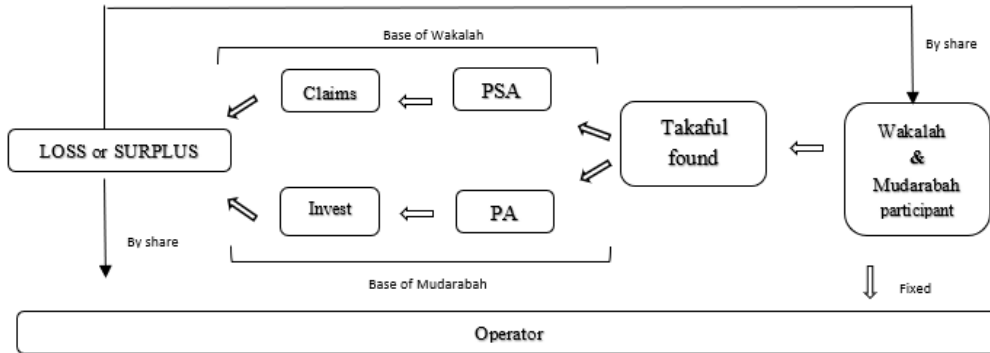 Base of Wakalah
By share
Claims
PSA
Takaful
found
Wakalah
&
Mudarabah
participant
LOSS or SURPLUS
Invest
PA
By share
Base of Mudarabah
Fixed
Operator